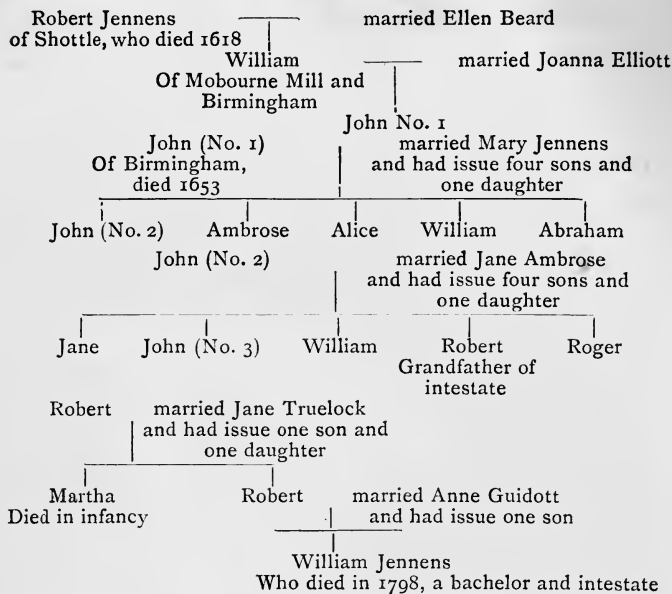 Robert Jennens married Ellen Beard
of Shottle, who died 1618
William married Joanna Elliott
Of Mobourne Mill and
Birmingham
John No. 1
John (No. 1) married Mary Jennens
Of Birmingham, and had issue four sons and
died 1653 one daughter
John (No. 2) Ambrose Alice William Abraham
John (No. 2) married Jane Ambrose
and had issue four sons and
one daughter
Jane John (No. 3) William Robert Roger
Grandfather of
intestate
Robert married Jane Truelock
and had issue one son and
one daughter
Martha Robert married Anne Guidott
Died in infancy and had issue one son
William Jennens
Who died in 1798, a bachelor and intestate